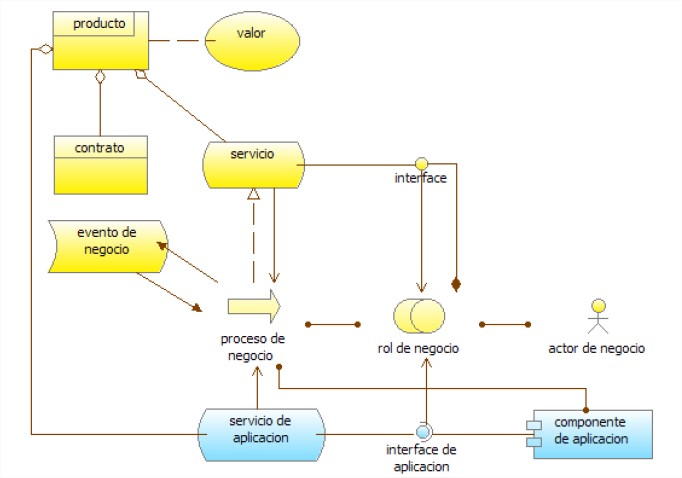 producto
valor
contrato
servicio
interface
evento de
negocio
proceso de
negocio
rol de negocio
actor de negocio
servicio de
aplicacion
interface de
aplicacion
componente
de aplicacion